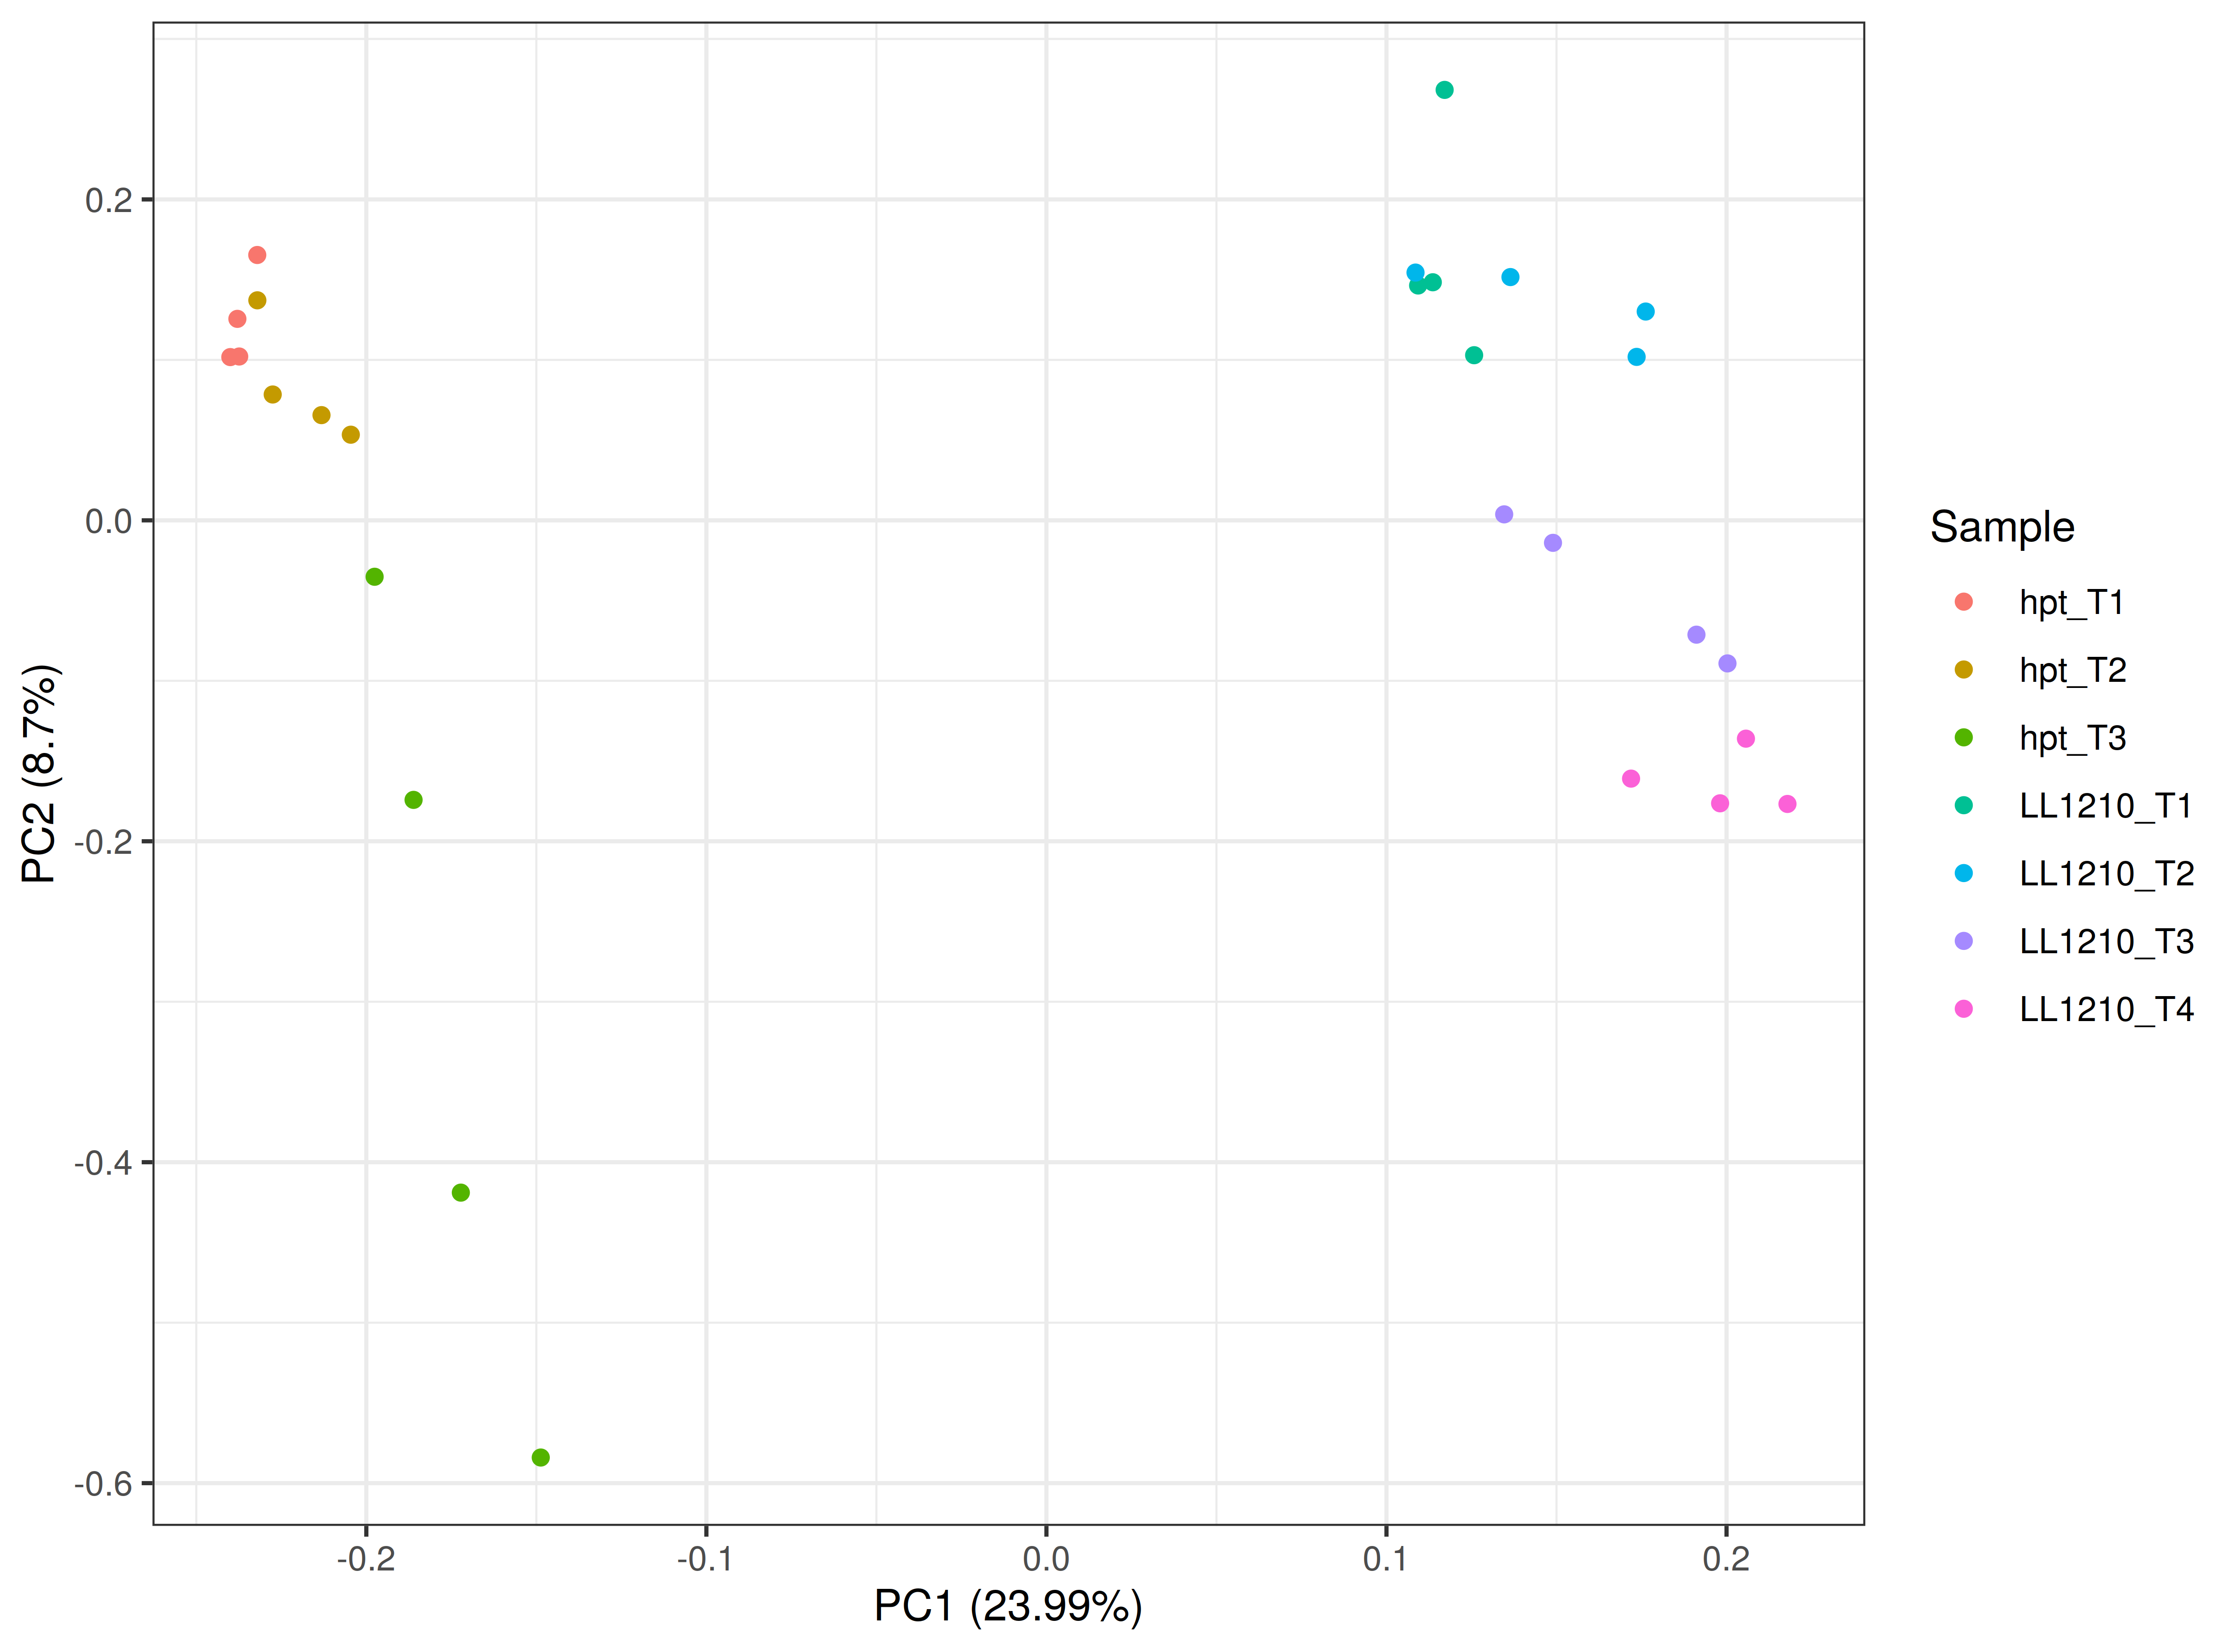 0.2
0.0
-0.2
-0.4
-0.6
PC2 (8.7%)
-0.2
-0.1
0.0
0.1
0.2
PC1 (23.99%)
Sample
hpt_T1
hpt_T2
hpt_T3
LL1210_T1
LL1210_T2
LL1210_T3
LL1210_T4